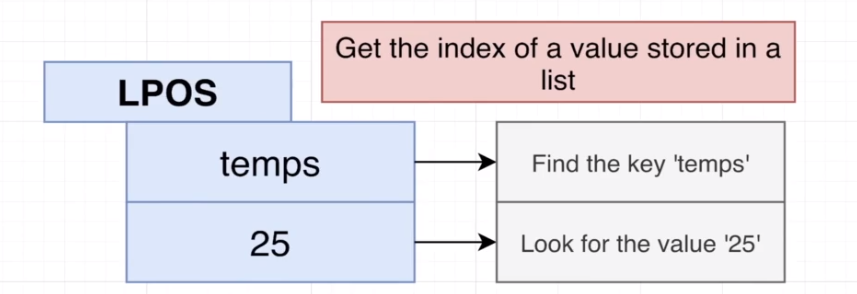 Get the index of a value stored in a
list
LPOS
temps
Find the key 'temps'
25
Look for the value '25'